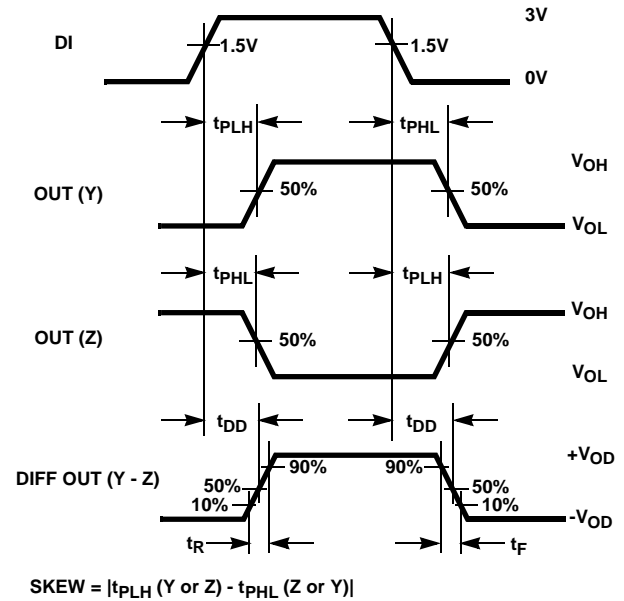 3V
DI
1.5V 1.5V
0V
tPLH tPHL
VOH
OUT (Y) 50% 50%
VOL
tPHL tPLH
VOH
OUT (Z) 50% 50%
VOL
tDD tDD
+VOD
90% 90%
DIFF OUT (Y - Z) 50% 50%
10% 10%
-VOD
tR tF
SKEW = |tPLH (Y or Z) - tPHL (Z or Y)|